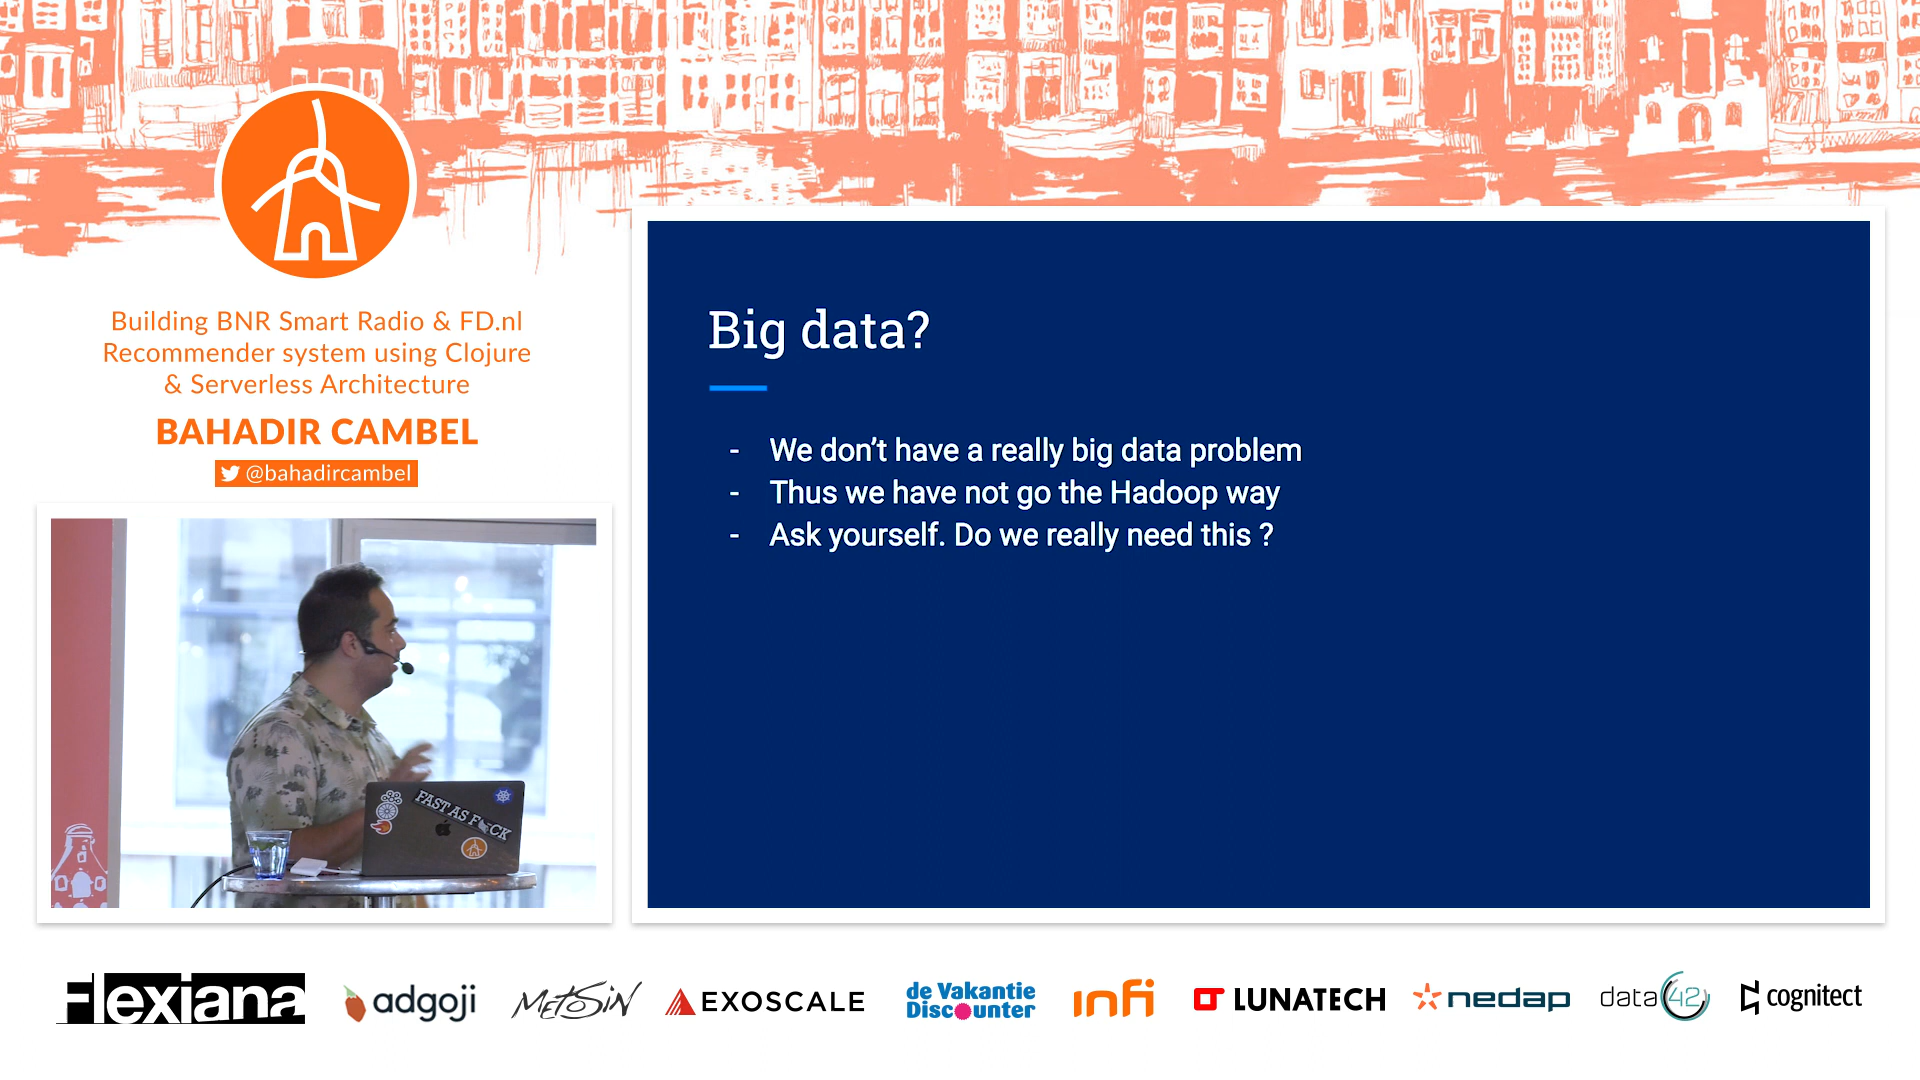 Building BNR Smart Radio & FD.nl
Recommender system using Clojure
& Serverless Architecture
BAHADIR CAMBEL
@bahadircambel
Big data?
- We don't have a really big data problem
- Thus we have not go the Hadoop way
- Ask yourself. Do we really need this ?
FAST AS F CK
Flexiana
adgoji
METOSIN
EXOSCALE
de Vakantie
Discounter
infi
LUNATECH
nedap
data 42
cognitect